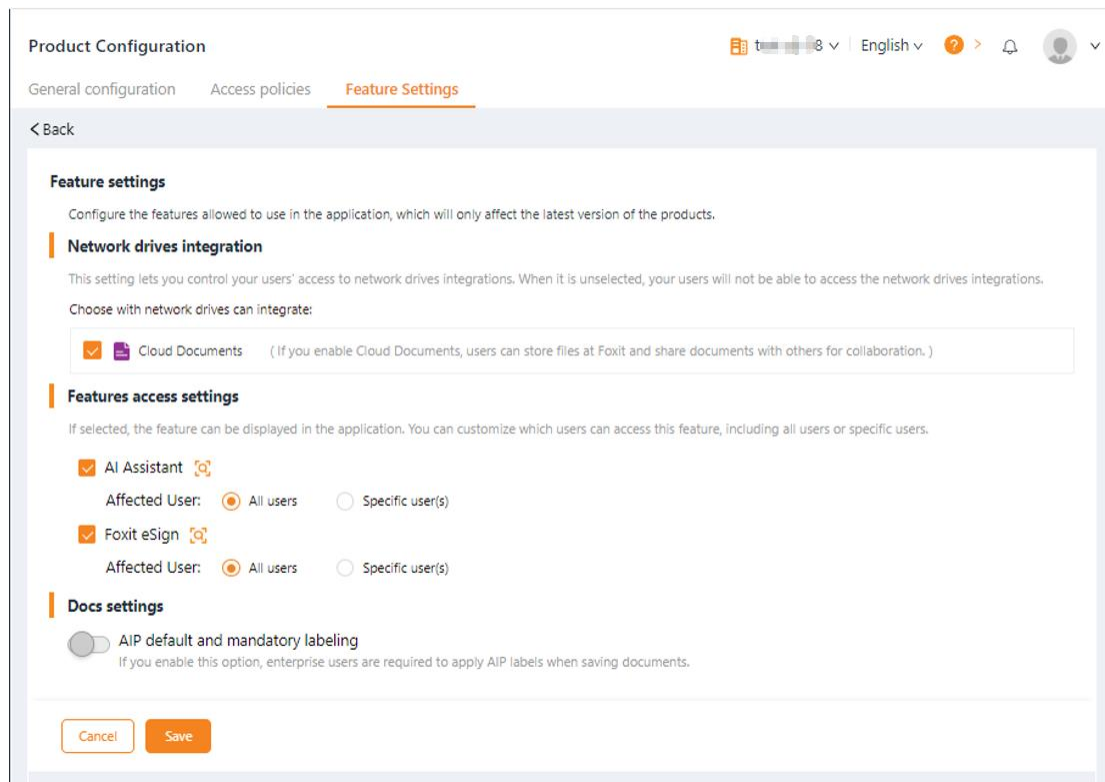 Product Configuration
English
?
General configuration Access policies Feature Settings
Back
Feature settings
Configure the features allowed to use in the application, which will only affect the latest version of the products.
Network drives integration
This setting lets you control your users' access to network drives integrations. When it is unselected, your users will not be able to access the network drives integrations.
Choose with network drives can integrate:
Cloud Documents ( If you enable Cloud Documents, users can store files at Foxit and share documents with others for collaboration. )
Features access settings
If selected, the feature can be displayed in the application. You can customize which users can access this feature, including all users or specific users.
AI Assistant
Affected User: All users Specific user(s)
Foxit eSign
Affected User: All users Specific user(s)
Docs settings
AIP default and mandatory labeling
If you enable this option, enterprise users are required to apply AIP labels when saving documents.
Cancel Save